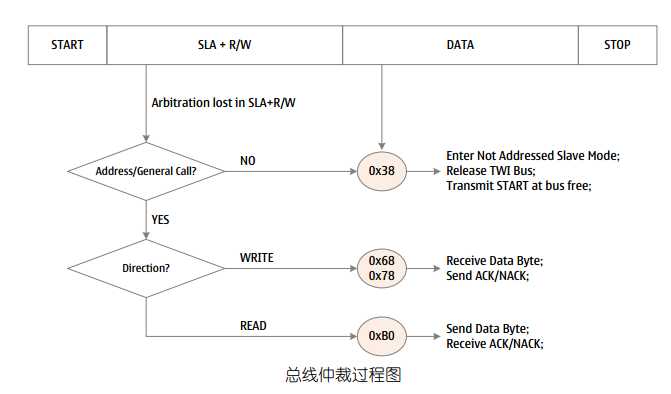 START
SLA + R/W
DATA
STOP
Arbitration lost in SLA+R/W
Address/General Call?
NO
0x38
Enter Not Addressed Slave Mode;
Release TWI Bus;
Transmit START at bus free;
YES
Direction?
WRITE
0x68
0x78
Receive Data Byte;
Send ACK/NACK;
READ
0xB0
Send Data Byte;
Receive ACK/NACK;
总线仲裁过程图